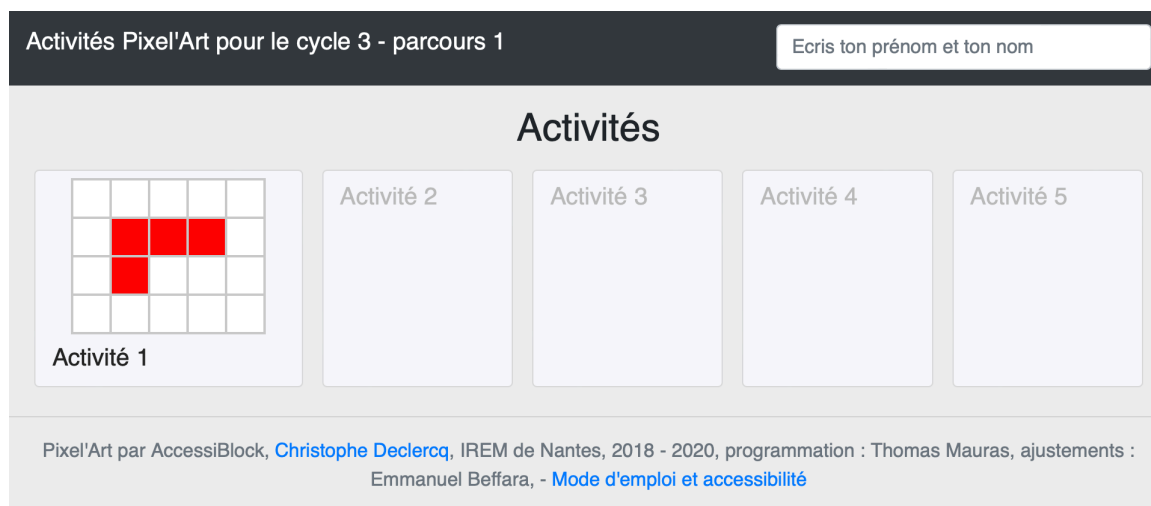 Activités Pixel'Art pour le cycle 3 - parcours 1
Ecris ton prénom et ton nom
Activités
Activité 1
Activité 2
Activité 3
Activité 4
Activité 5
Pixel'Art par AccessiBlock, Christophe Declercq, IREM de Nantes, 2018 - 2020, programmation : Thomas Mauras, ajustements :
Emmanuel Beffara, - Mode d'emploi et accessibilité